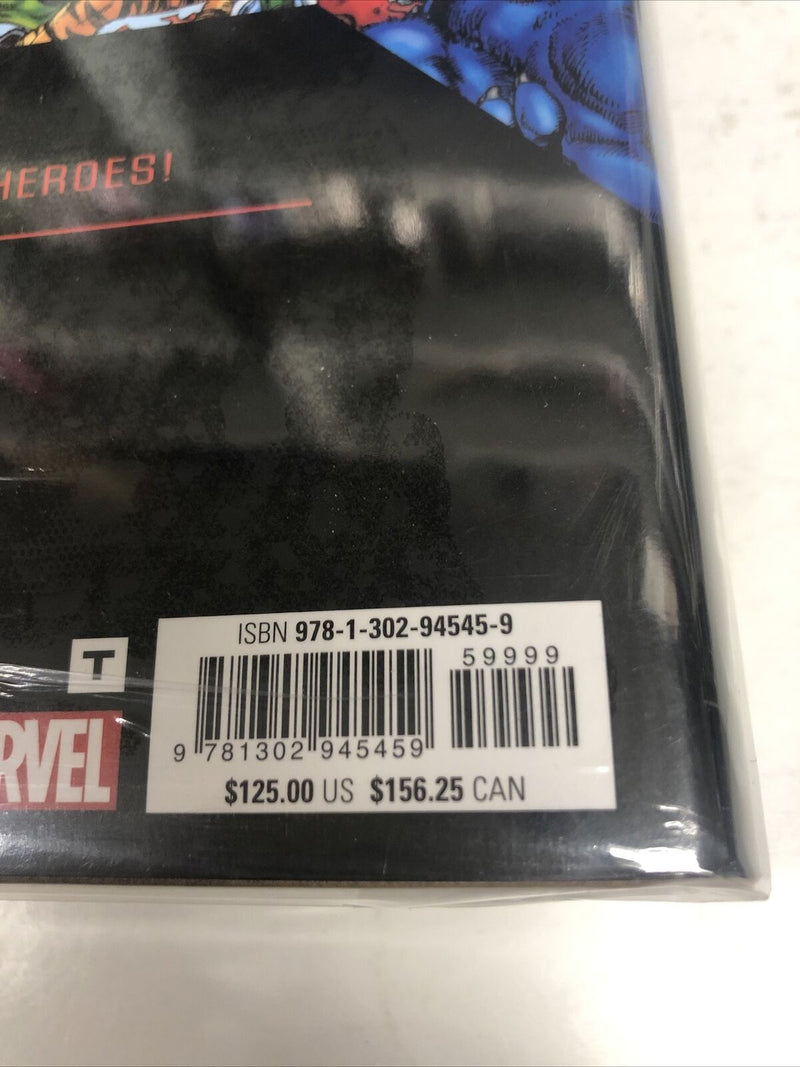 HEROES!
ISBN 978-1-302-94545-9
59999
T
9 781302 945459
RVEL
$125.00 US $156.25 CAN